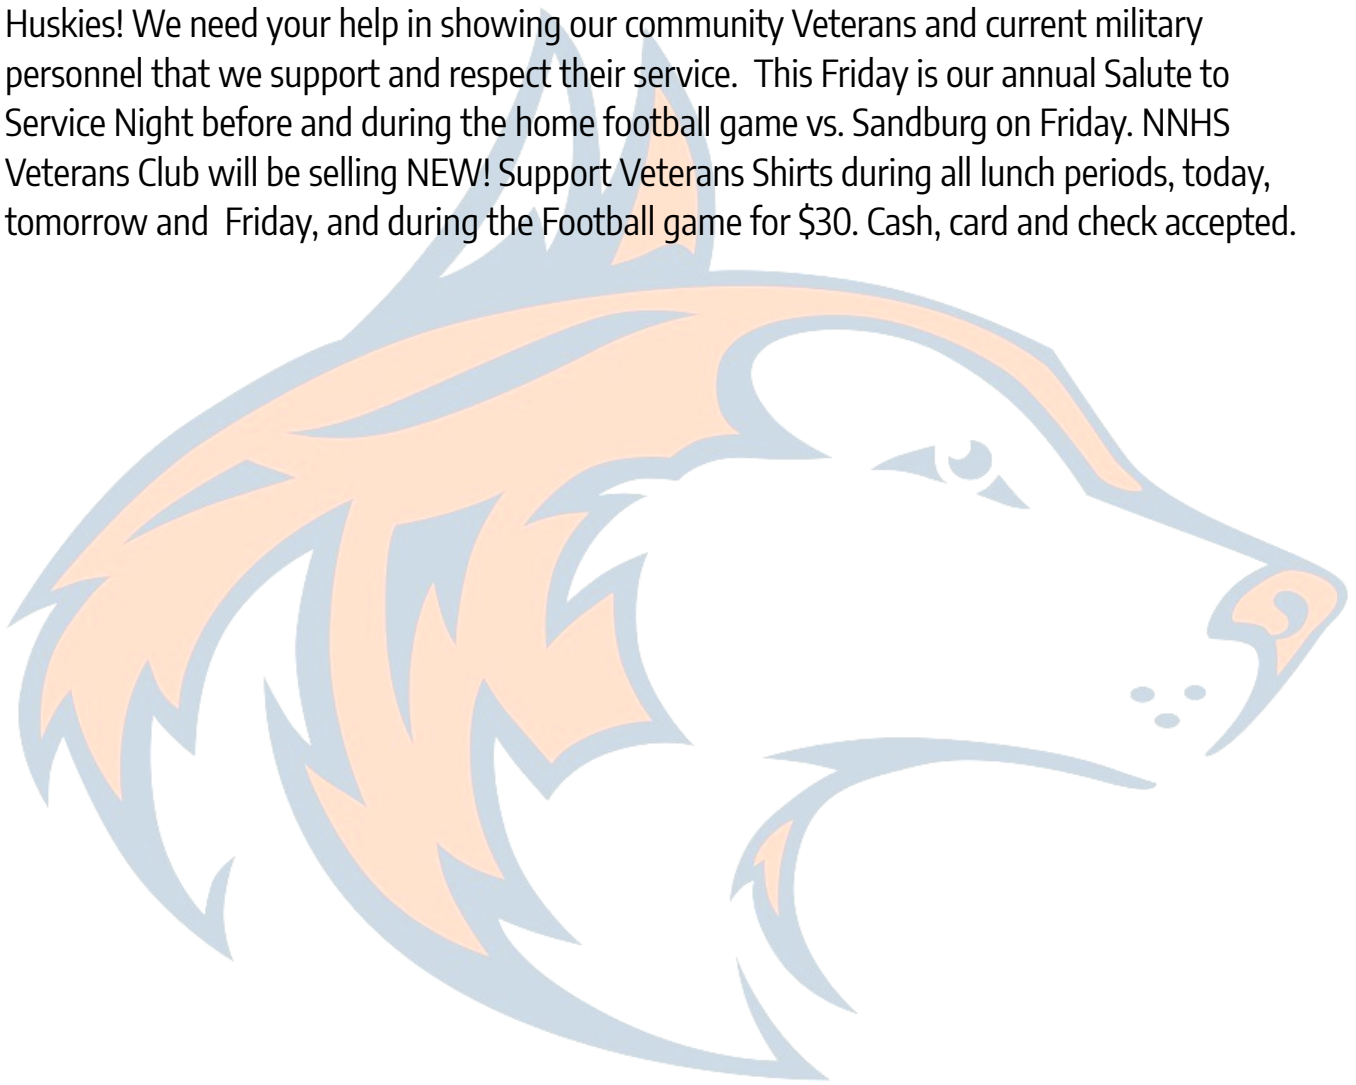 Huskies! We need your help in showing our community Veterans and current military
personnel that we support and respect their service.  This Friday is our annual Salute to
Service Night before and during the home football game vs. Sandburg on Friday. NNHS
Veterans Club will be selling NEW! Support Veterans Shirts during all lunch periods, today,
tomorrow and  Friday, and during the Football game for $30. Cash, card and check accepted.